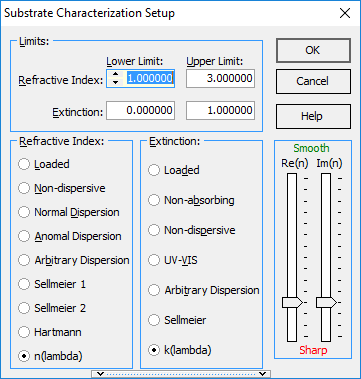 Substrate Characterization Setup
Limits:
Lower Limit: Upper Limit:
Refractive Index: 1.000000 3.000000
Extinction: 0.000000 1.000000
OK
Cancel
Help
Refractive Index:
Loaded
Non-dispersive
Normal Dispersion
Anomal Dispersion
Arbitrary Dispersion
Sellmeier 1
Sellmeier 2
Hartmann
n(lambda)
Extinction:
Loaded
Non-absorbing
Non-dispersive
UV-VIS
Arbitrary Dispersion
Sellmeier
k(lambda)
Smooth
Re(n) Im(n)
Sharp